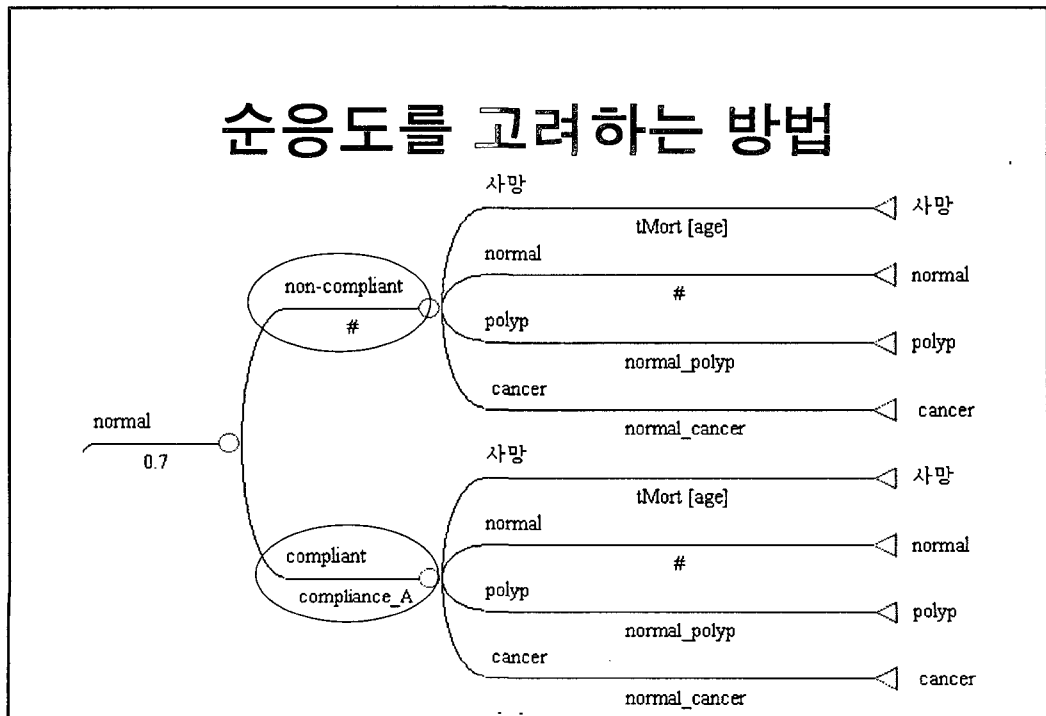 순응도를 고려하는 방법
사망
tMort [age]
사망
normal
#
normal
non-compliant
#
polyp
normal_polyp
polyp
cancer
normal_cancer
cancer
normal
0.7
사망
tMort [age]
사망
normal
#
normal
compliant
compliance_A
polyp
normal_polyp
polyp
cancer
normal_cancer
cancer